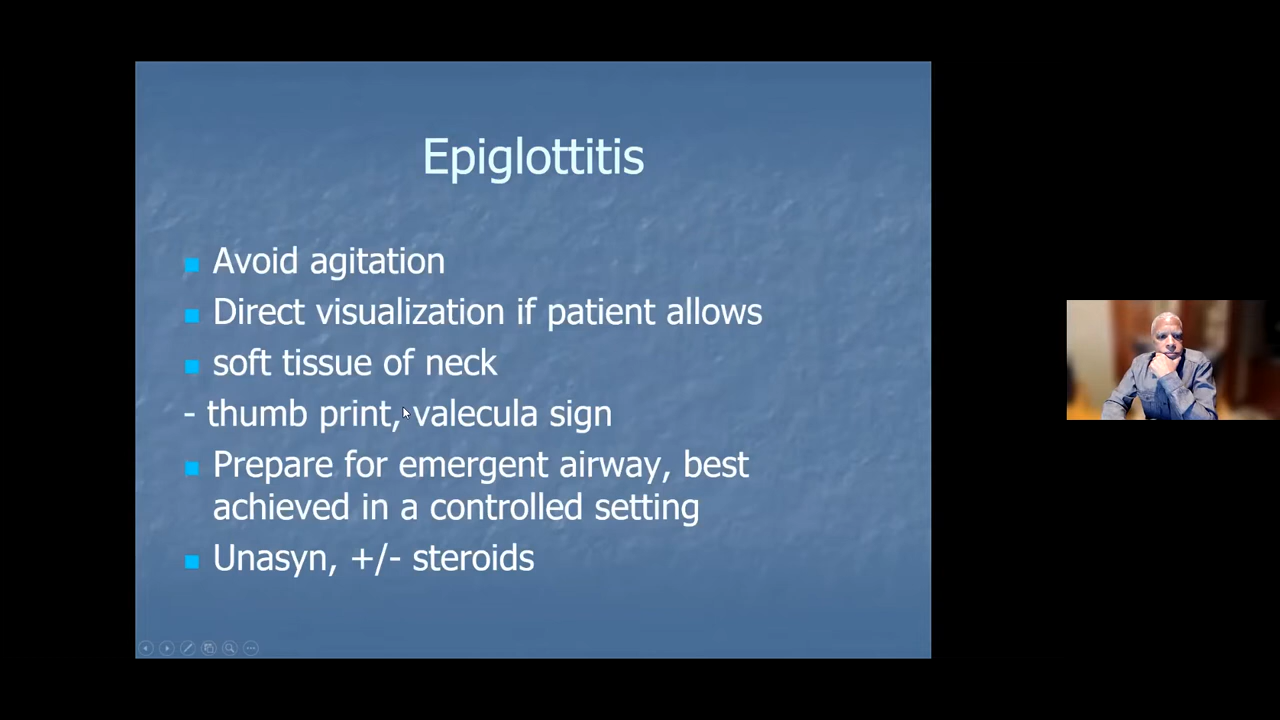 Epiglottitis
■ Avoid agitation
■ Direct visualization if patient allows
■ soft tissue of neck
- thumb print, valecula sign
■ Prepare for emergent airway, best
achieved in a controlled setting
■ Unasyn, +/- steroids